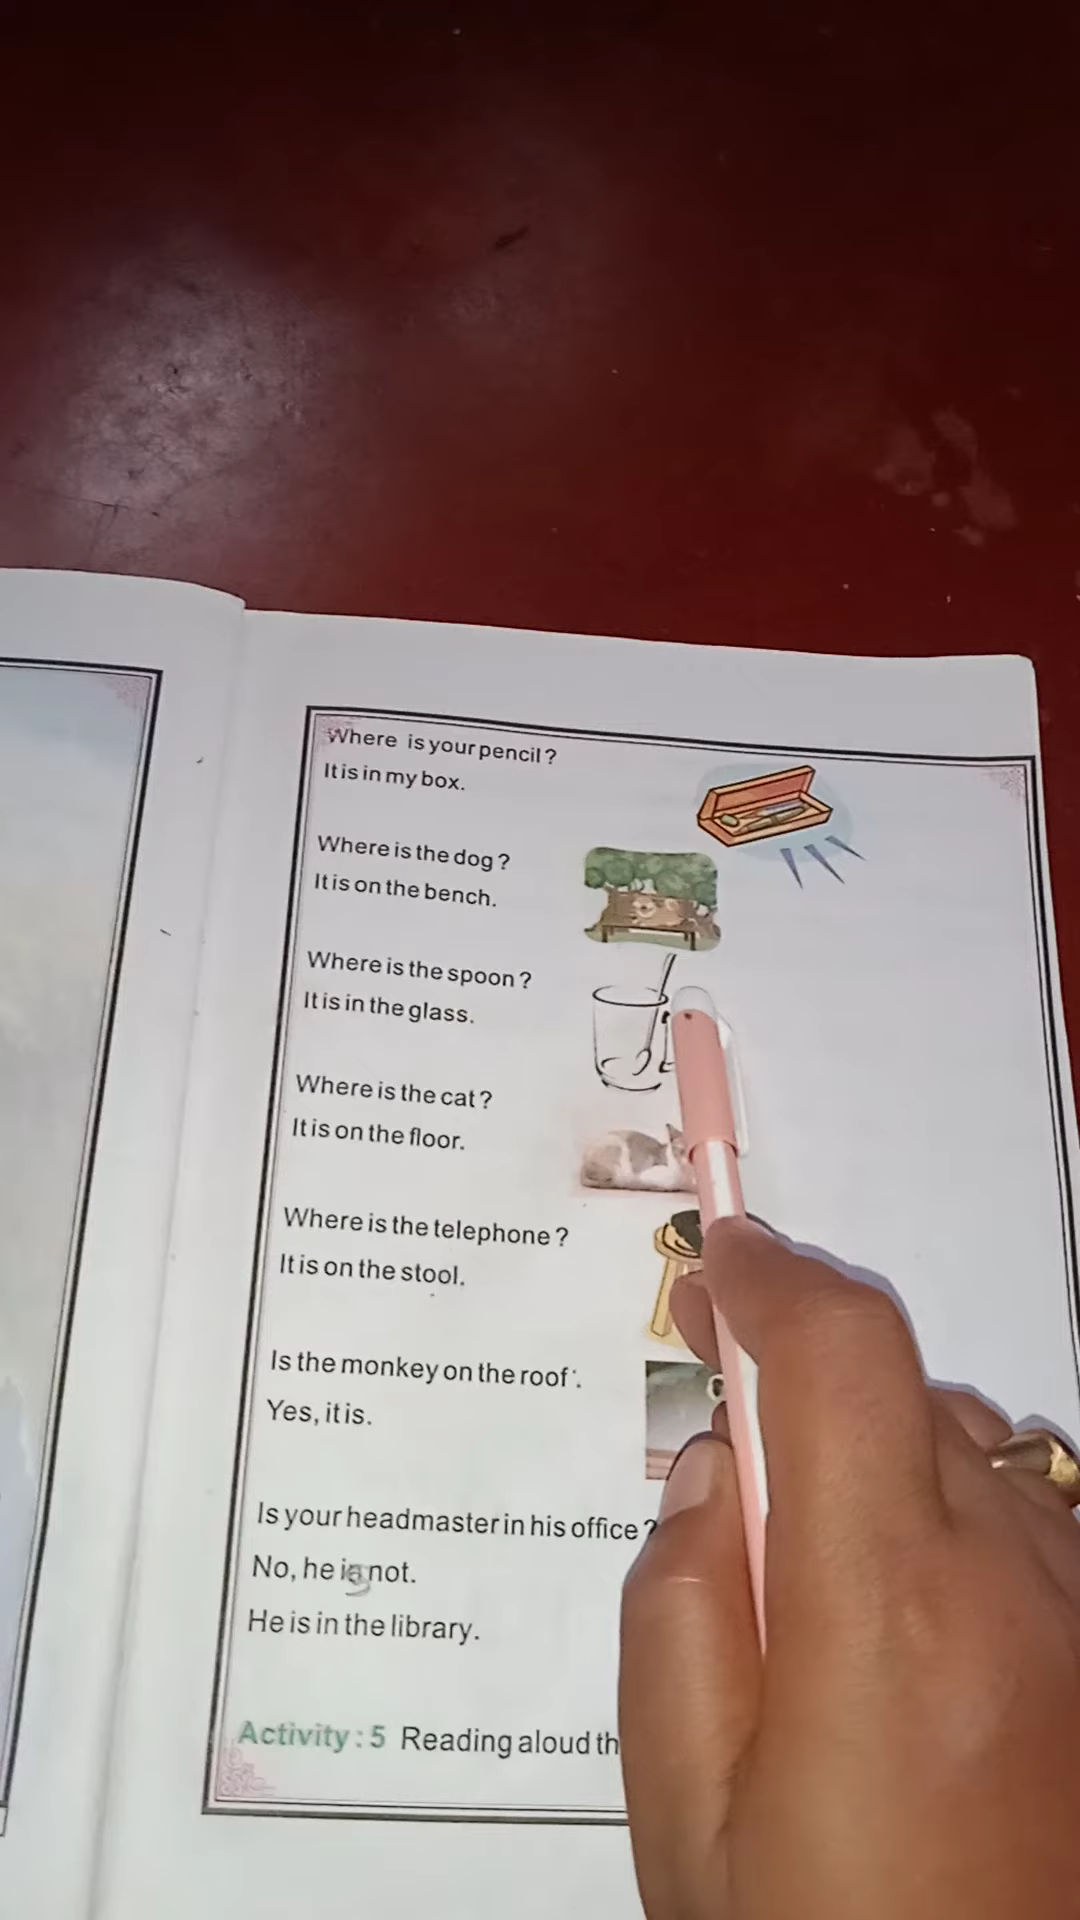 Where is your pencil?
It is in my box.
Where is the dog?
It is on the bench.
Where is the spoon?
It is in the glass.
Where is the cat?
It is on the floor.
Where is the telephone?
It is on the stool.
Is the monkey on the roof
Yes, it is.
Is your headmaster in his office?
No, he is not.
He is in the library.
Activity : 5 Reading aloud